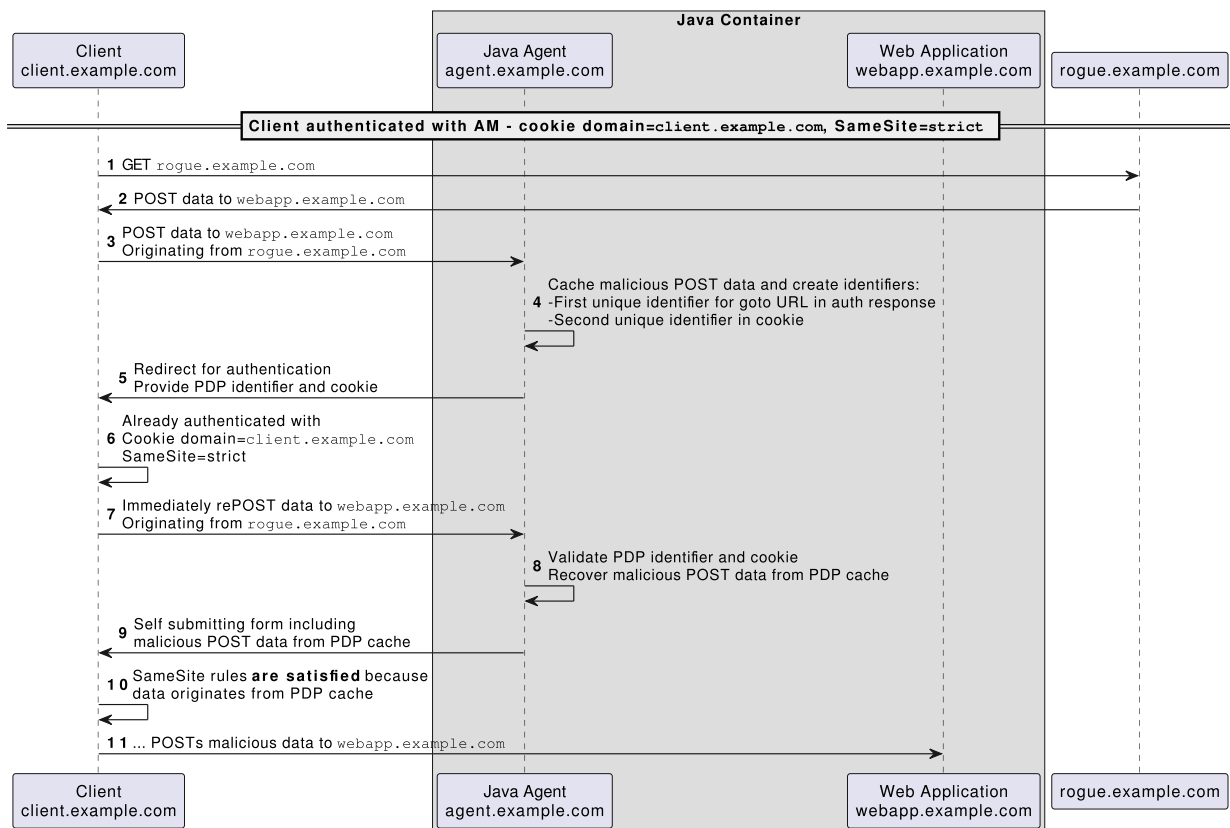 Java Container
Client
client.example.com
Java Agent
agent.example.com
Web Application
webapp.example.com
rogue.example.com
Client authenticated with AM - cookie domain=client.example.com, SameSite=strict
1 GET rogue.example.com
2 POST data to webapp.example.com
3 POST data to webapp.example.com
Originating from rogue.example.com
4 Cache malicious POST data and create identifiers:
-First unique identifier for goto URL in auth response
-Second unique identifier in cookie
5 Redirect for authentication
Provide PDP identifier and cookie
6 Already authenticated with
Cookie domain=client.example.com
SameSite=strict
7 Immediately rePOST data to webapp.example.com
Originating from rogue.example.com
8 Validate PDP identifier and cookie
Recover malicious POST data from PDP cache
9 Self submitting form including
malicious POST data from PDP cache
10 SameSite rules are satisfied because
data originates from PDP cache
11 ... POSTs malicious data to webapp.example.com
Client
client.example.com
Java Agent
agent.example.com
Web Application
webapp.example.com
rogue.example.com